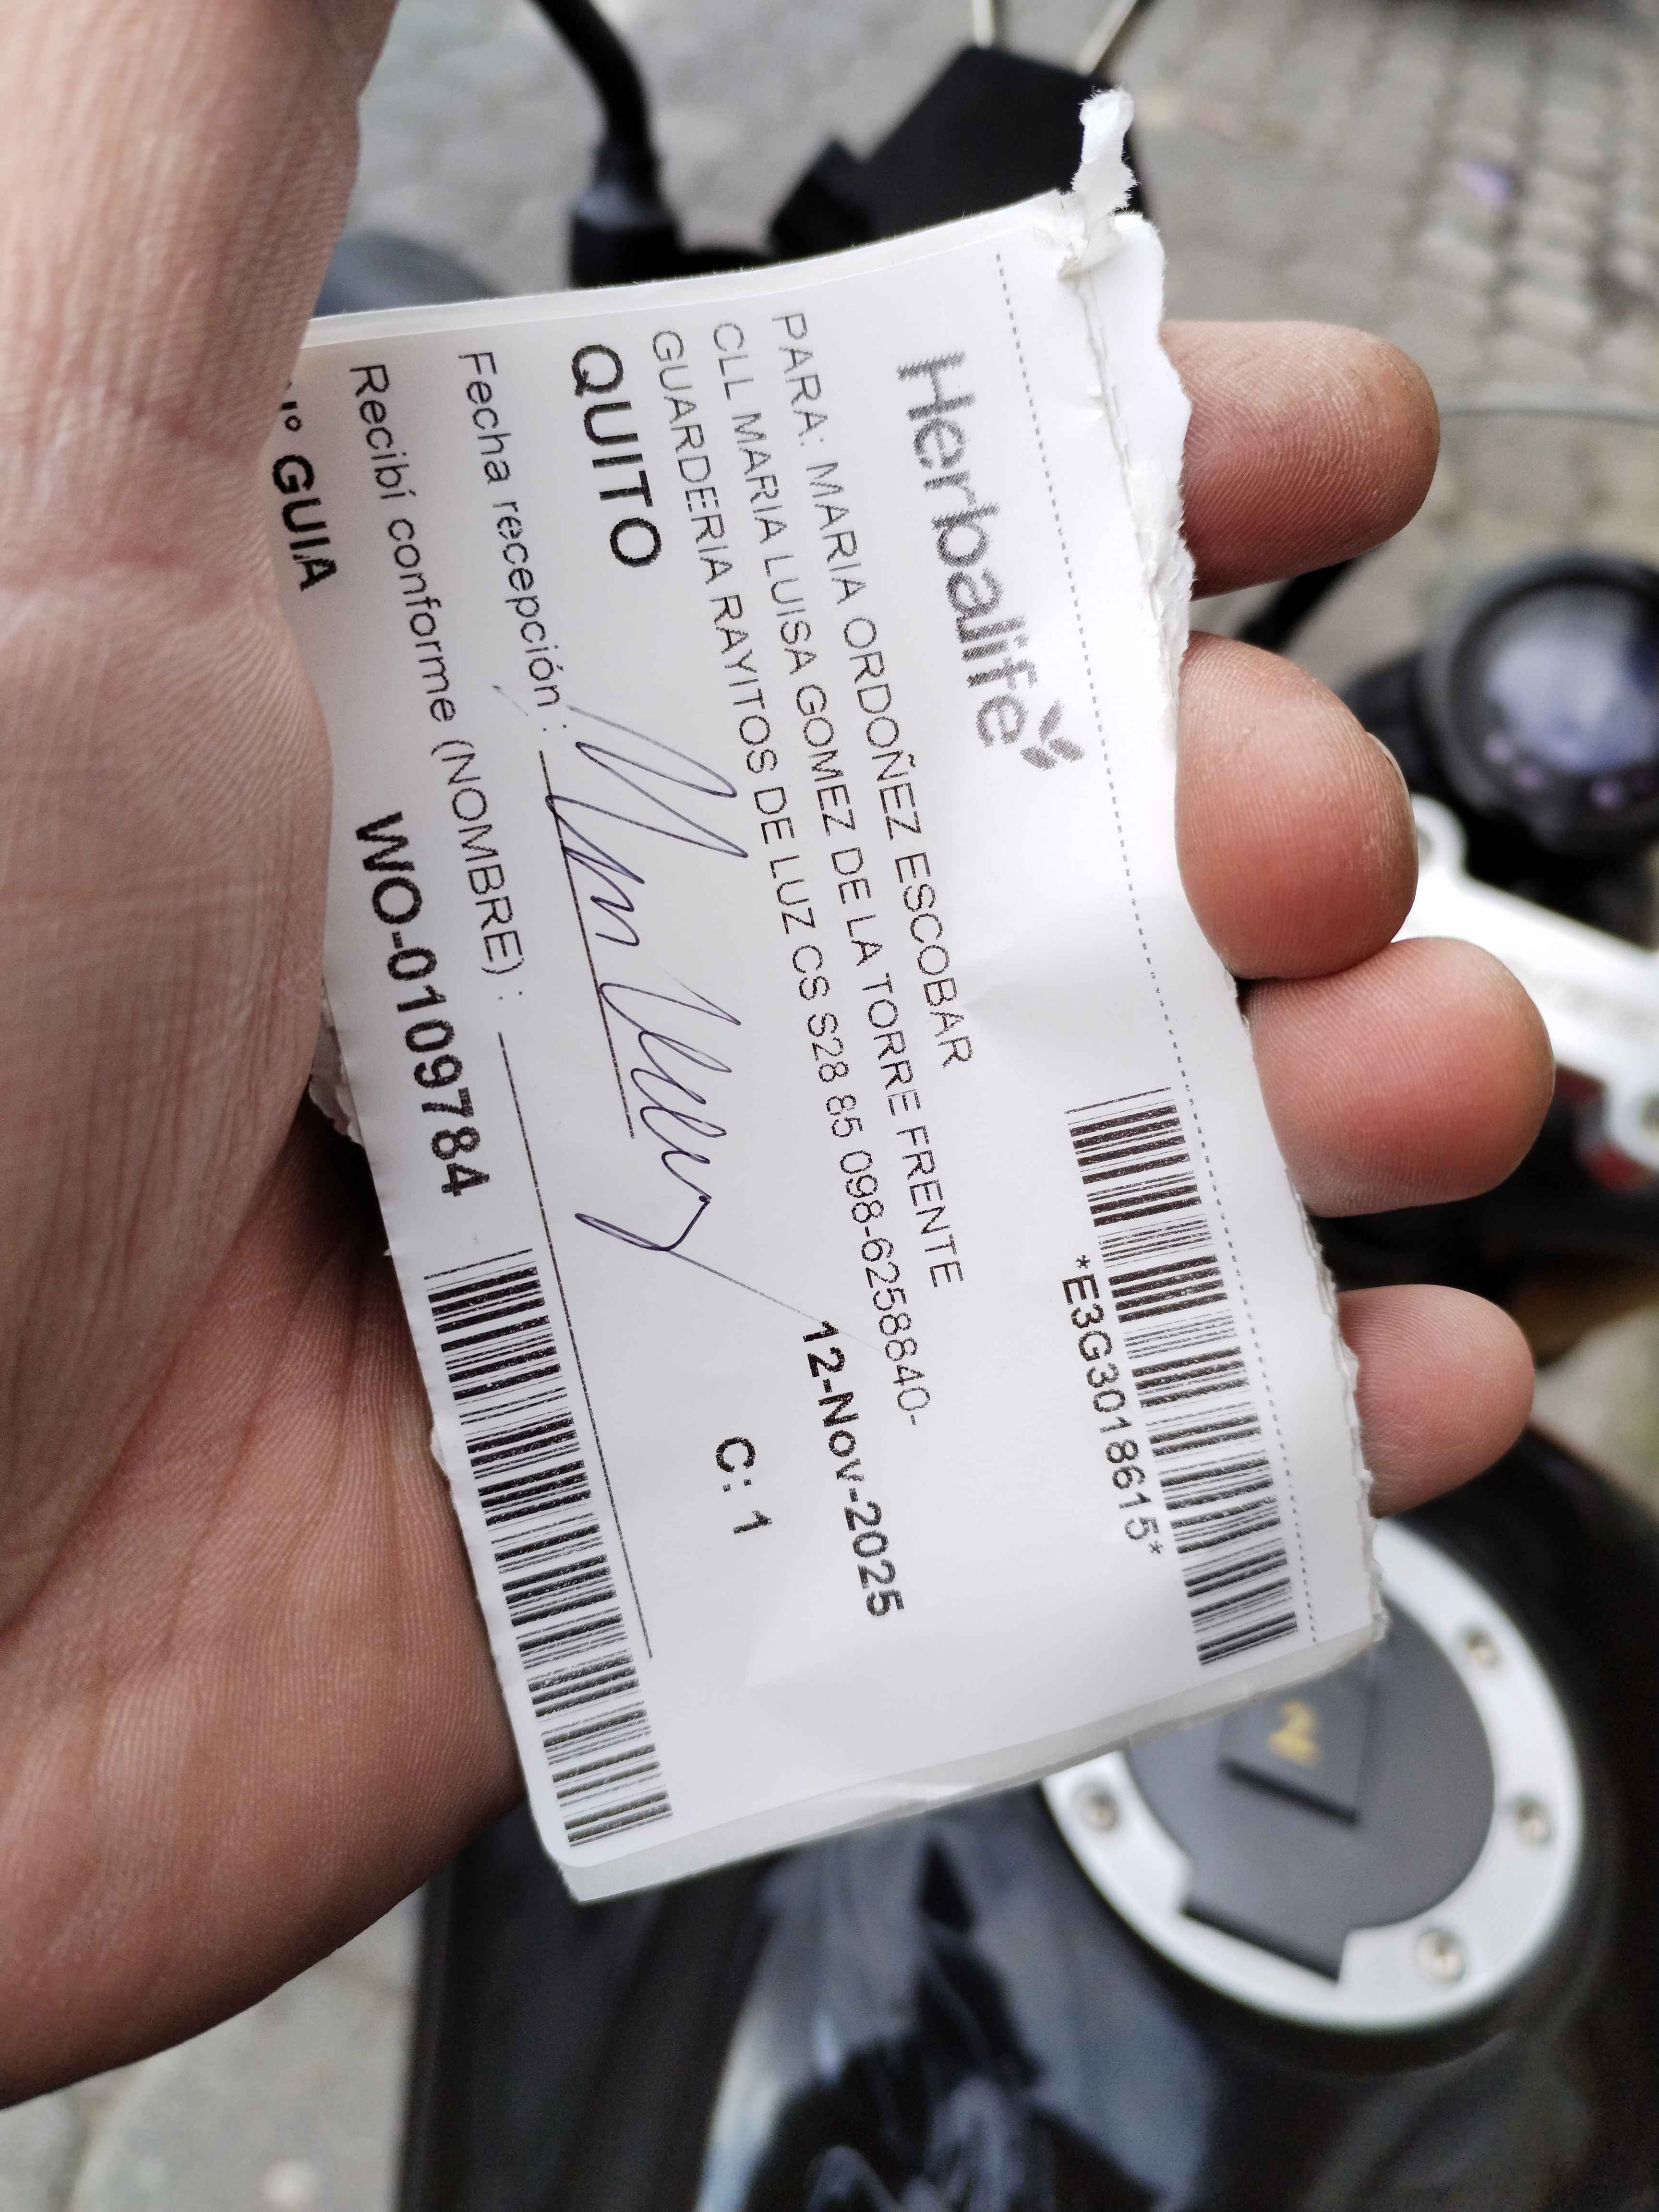 Herbalife
*E3G3018615*
PARA: MARIA ORDOÑEZ ESCOBAR
CLL MARIA LUISA GOMEZ DE LA TORRE FRENTE
GUARDERIA RAYITOS DE LUZ CS S28 85 098-6258840-
QUITO
12-Nov-2025
C: 1
Fecha recepción :
Recibí conforme (NOMBRE) :
GUIA
WO-0109784